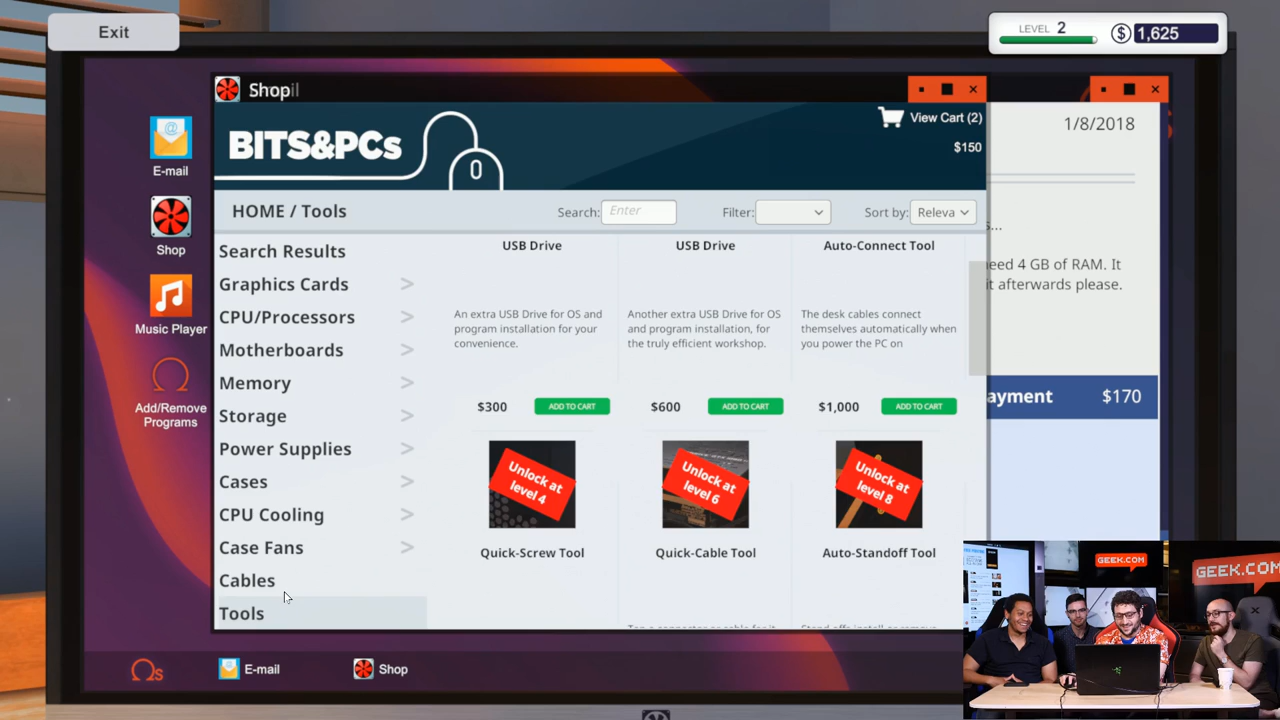 Exit
LEVEL 2
$ 1,625
Shop
BITS&PCs
View Cart (2)
$150
1/8/2018
HOME / Tools
Search: Enter
Filter:
Sort by: Releva
E-mail
Shop
Music Player
Add/Remove
Programs
Search Results
Graphics Cards >
CPU/Processors >
Motherboards >
Memory >
Storage >
Power Supplies >
Cases >
CPU Cooling >
Case Fans >
Cables
Tools
USB Drive
An extra USB Drive for OS and
program installation for your
convenience.
$300 ADD TO CART
USB Drive
Another extra USB Drive for OS
and program installation, for
the truly efficient workshop.
$600 ADD TO CART
Auto-Connect Tool
The desk cables connect
themselves automatically when
you power the PC on
$1,000 ADD TO CART
Unlock at
level 4
Quick-Screw Tool
Unlock at
level 6
Quick-Cable Tool
Unlock at
level 8
Auto-Standoff Tool
s...
need 4 GB of RAM. It
it afterwards please.
ayment $170
Ωs
E-mail
Shop
GEEK.COM
GEEK.COM